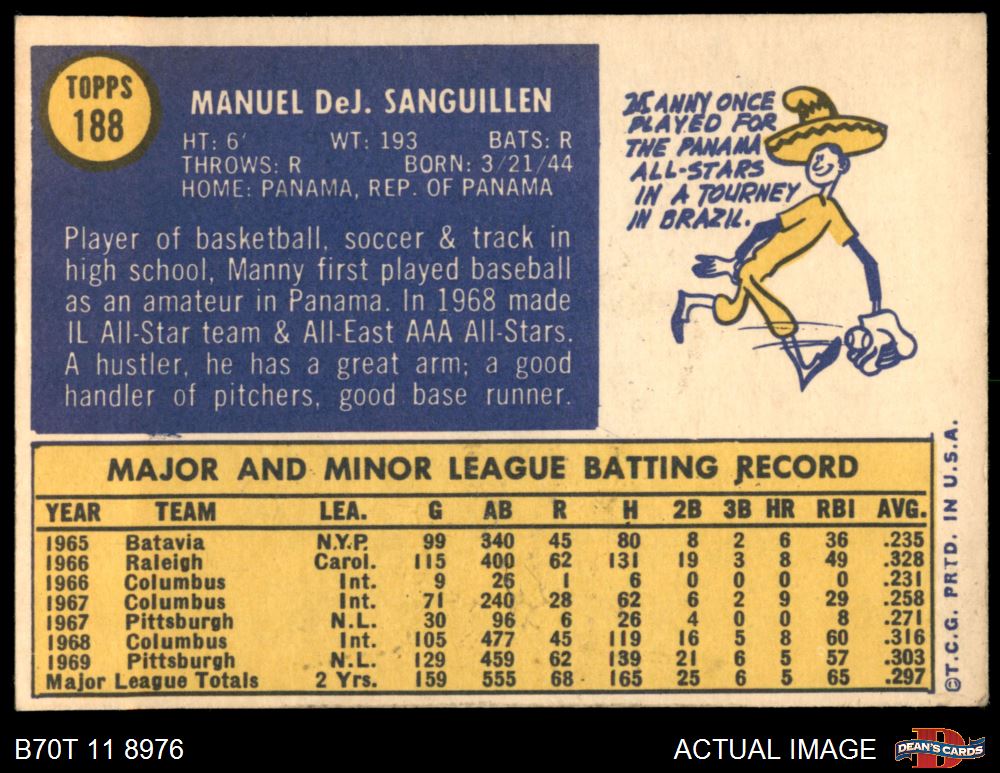 TOPPS
188
MANUEL DeJ. SANGUILLEN
HT: 6' WT: 193 BATS: R
THROWS: R BORN: 3/21/44
HOME: PANAMA, REP. OF PANAMA
Player of basketball, soccer & track in
high school, Manny first played baseball
as an amateur in Panama. In 1968 made
IL All-Star team & All-East AAA All-Stars.
A hustler, he has a great arm; a good
handler of pitchers, good base runner.
MANNY ONCE
PLAYED FOR
THE PANAMA
ALL-STARS
IN A TOURNEY
IN BRAZIL.
MAJOR AND MINOR LEAGUE BATTING RECORD
YEAR TEAM LEA. G AB R H 2B 3B HR RBI AVG.
1965 Batavia N.Y.P. 99 340 45 80 8 2 6 36 .235
1966 Raleigh Carol. 115 400 62 131 19 3 8 49 .328
1966 Columbus Int. 9 26 1 6 0 0 0 0 .231
1967 Columbus Int. 71 240 28 62 6 2 9 29 .258
1967 Pittsburgh N.L. 30 96 6 26 4 0 0 8 .271
1968 Columbus Int. 105 477 45 119 16 5 8 60 .316
1969 Pittsburgh N.L. 129 459 62 139 21 6 5 57 .303
Major League Totals 2 Yrs. 159 555 68 165 25 6 5 65 .297
©T.C.G. PRTD. IN U.S.A.
B70T 11 8976
ACTUAL IMAGE
DEAN'S CARDS